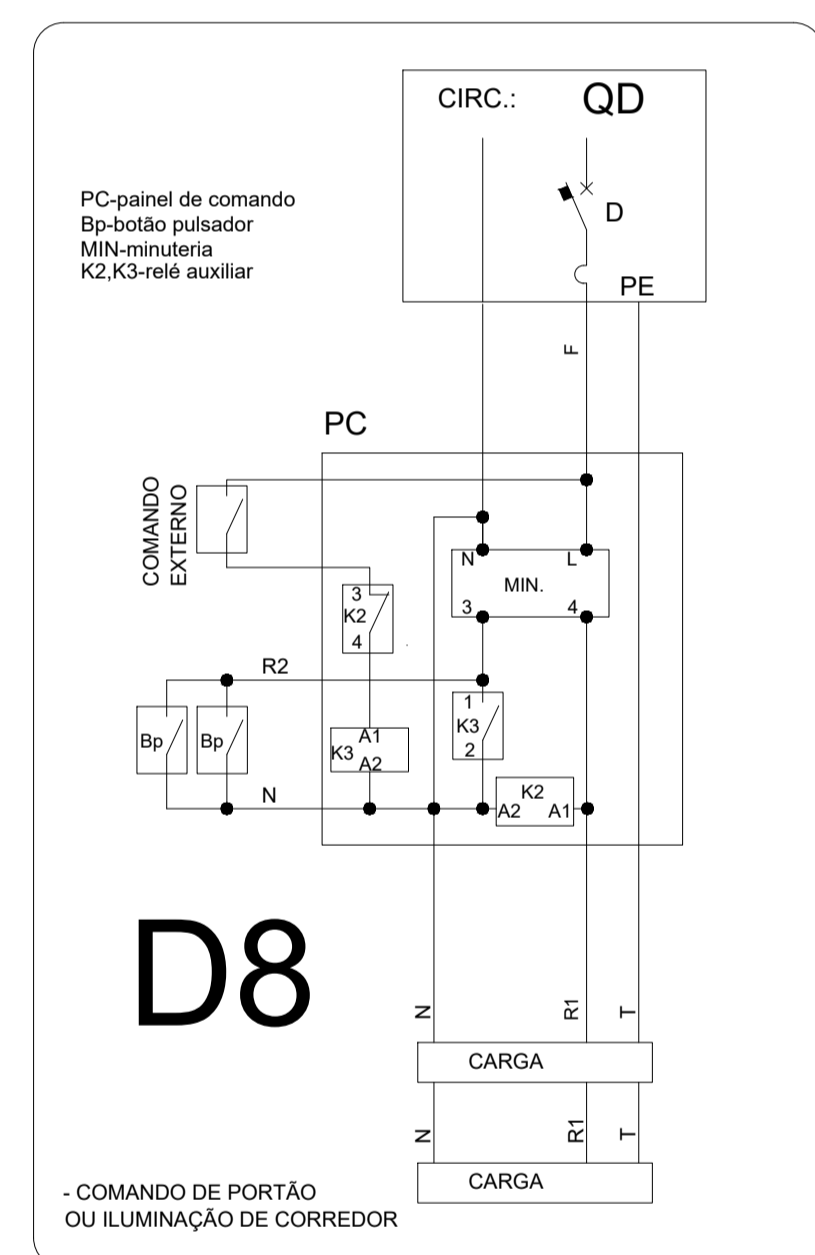 CIRC.: QD
PC-painel de comando
Bp-botão pulsador
MIN-minuteria
K2,K3-relé auxiliar
D
PE
F
PC
COMANDO
EXTERNO
N L
MIN.
3 4
3
K2
4
R2
1
K3
2
Bp
Bp
A1
K3
A2
N
K2
A2 A1
D8
N R1 T
CARGA
N R1 T
CARGA
- COMANDO DE PORTÃO
OU ILUMINAÇÃO DE CORREDOR